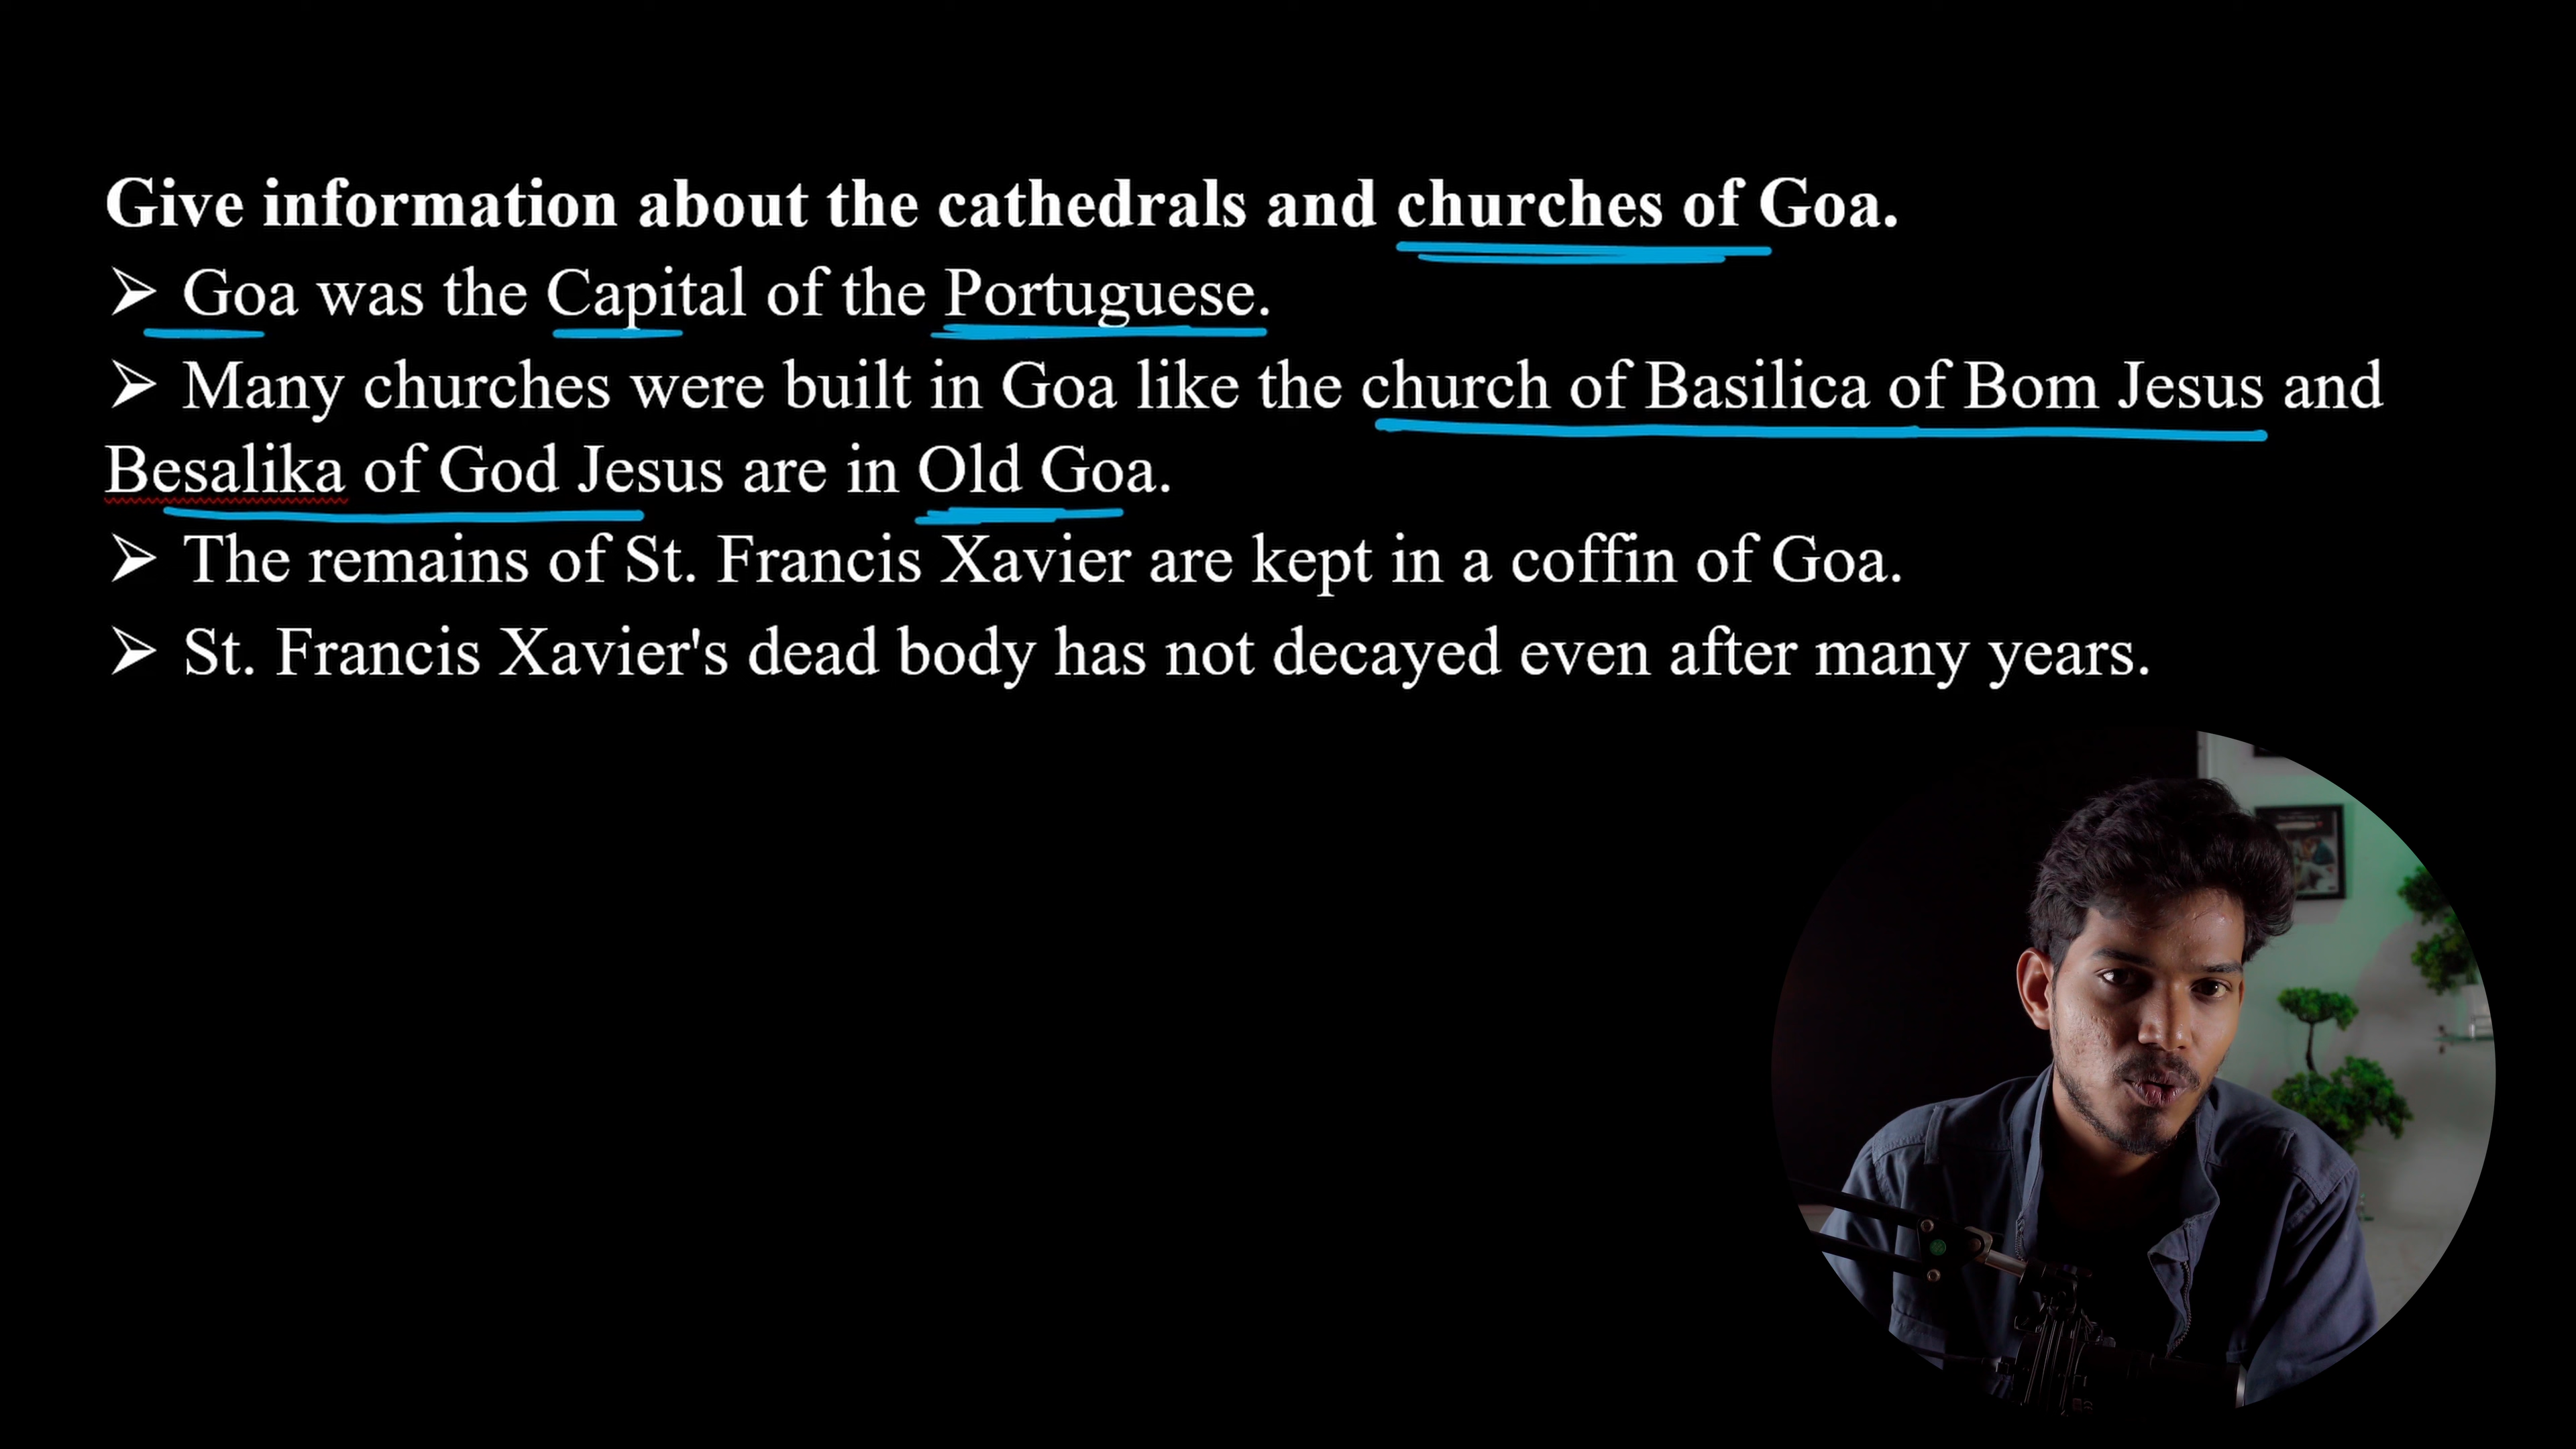 Give information about the cathedrals and churches of Goa.
➢ Goa was the Capital of the Portuguese.
➢ Many churches were built in Goa like the church of Basilica of Bom Jesus and
Besalika of God Jesus are in Old Goa.
➢ The remains of St. Francis Xavier are kept in a coffin of Goa.
➢ St. Francis Xavier's dead body has not decayed even after many years.